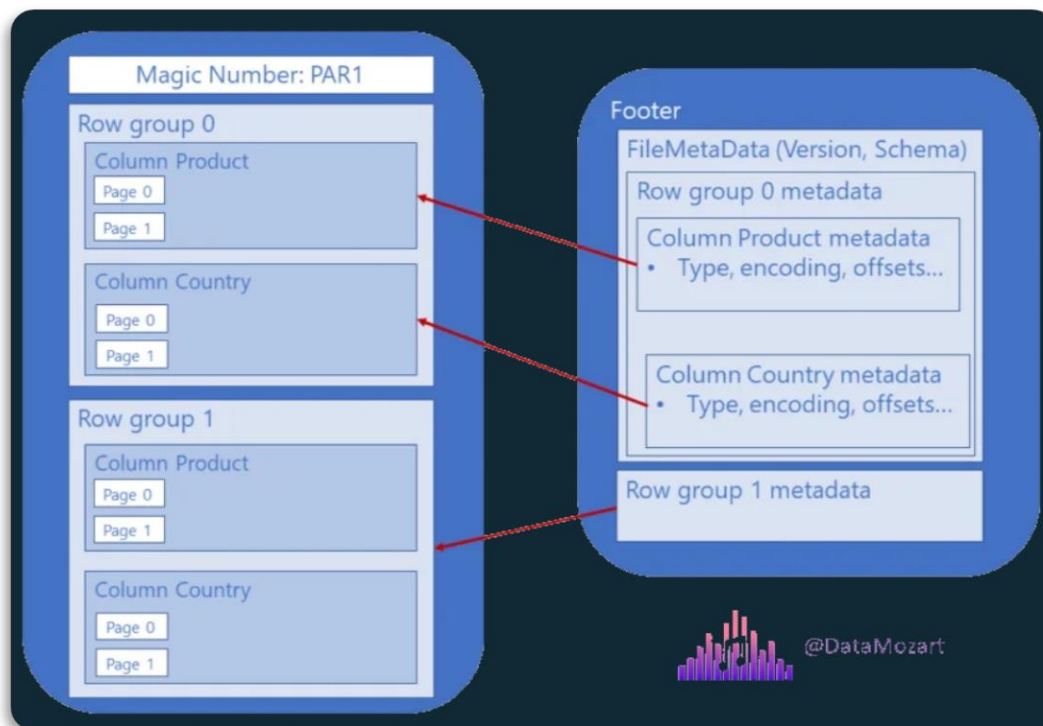 Magic Number: PAR1
Row group 0
Column Product
Page 0
Page 1
Column Country
Page 0
Page 1
Row group 1
Column Product
Page 0
Page 1
Column Country
Page 0
Page 1
Footer
FileMetaData (Version, Schema)
Row group 0 metadata
Column Product metadata
• Type, encoding, offsets...
Column Country metadata
• Type, encoding, offsets...
Row group 1 metadata
@DataMozart